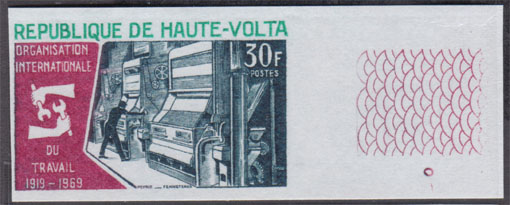 REPUBLIQUE DE HAUTE-VOLTA
ORGANISATION
INTERNATIONALE
DU
TRAVAIL
1919-1969
30F
POSTES